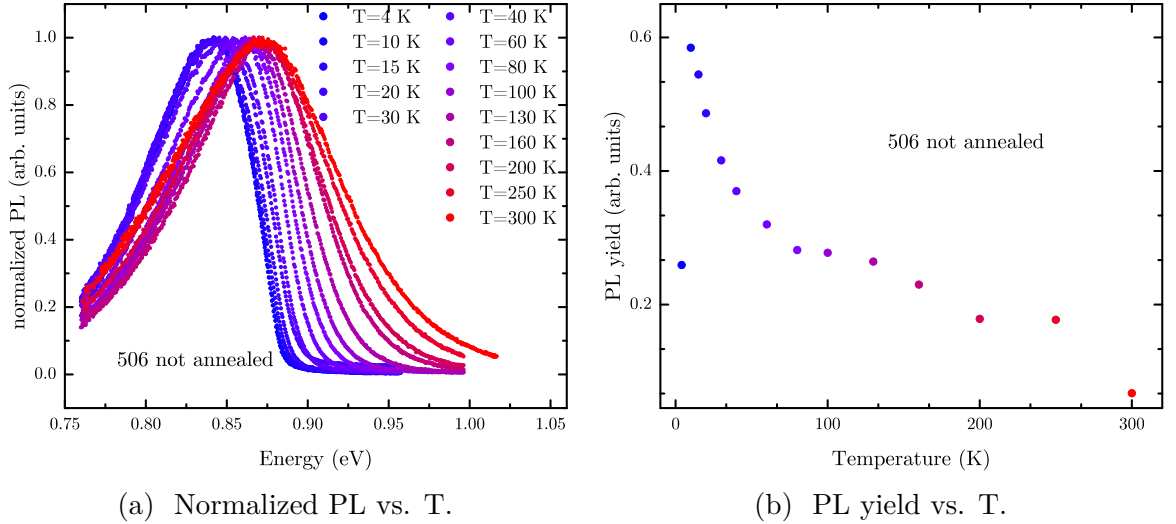 T=4 K
T=10 K
T=15 K
T=20 K
T=30 K
T=40 K
T=60 K
T=80 K
T=100 K
T=130 K
T=160 K
T=200 K
T=250 K
T=300 K
1.0
0.8
0.6
0.4
0.2
0.0
normalized PL (arb. units)
506 not annealed
0.75 0.80 0.85 0.90 0.95 1.00 1.05
Energy (eV)
(a) Normalized PL vs. T.
0.6
0.4
0.2
PL yield (arb. units)
506 not annealed
0 100 200 300
Temperature (K)
(b) PL yield vs. T.